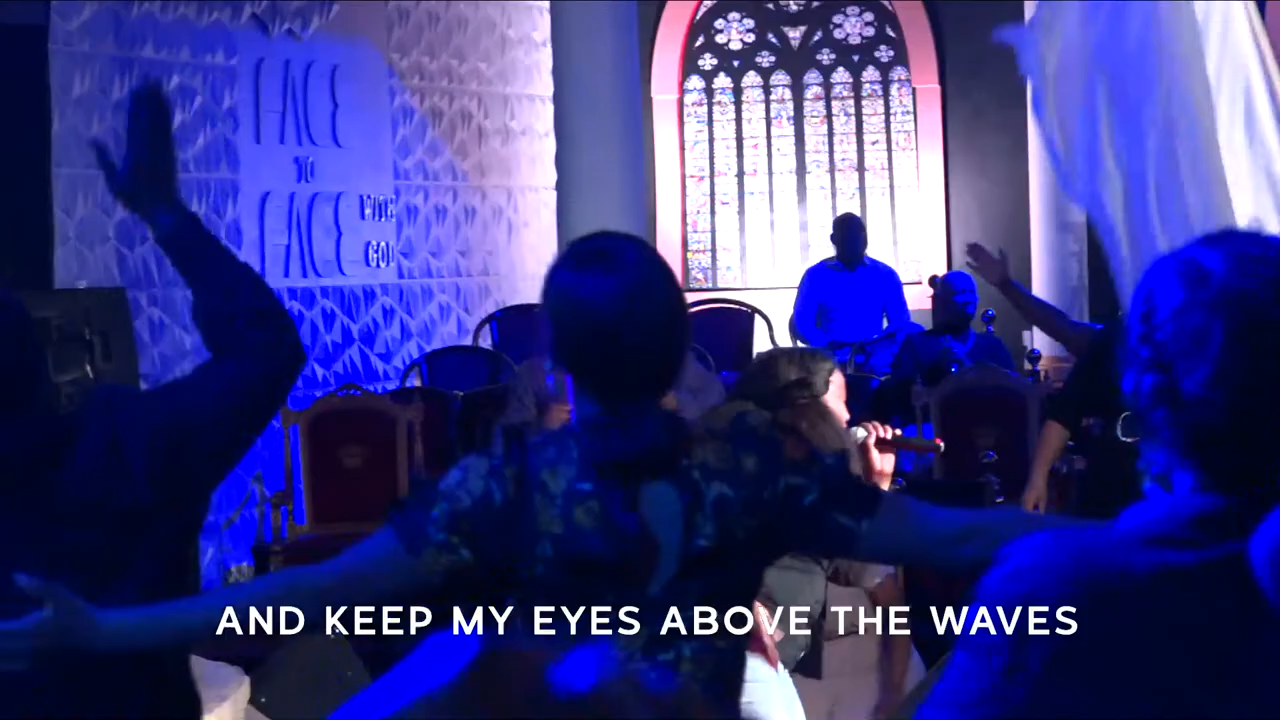 FACE
TO
FACE WITH
GOD
AND KEEP MY EYES ABOVE THE WAVES